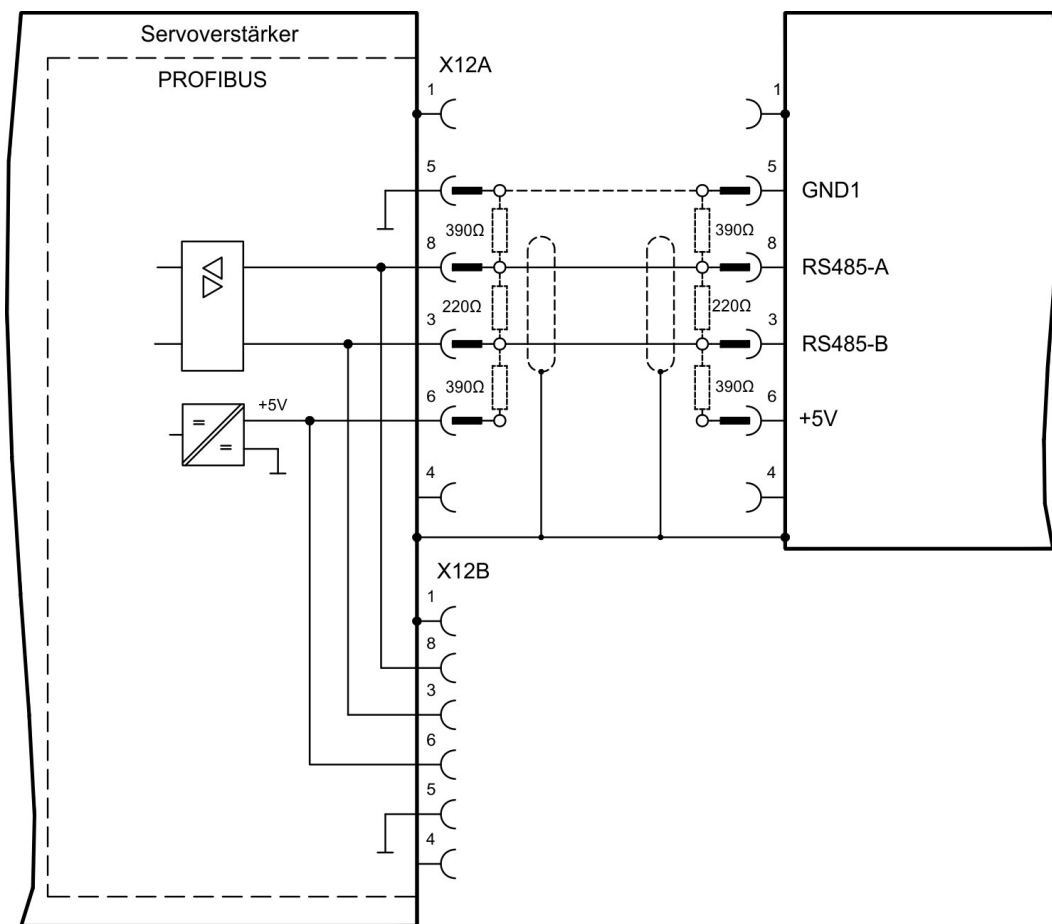 Servoverstärker
PROFIBUS
X12A
1
1
5
5
GND1
390Ω
390Ω
8
8
RS485-A
220Ω
220Ω
3
3
RS485-B
390Ω
390Ω
+5V
6
6
+5V
=
=
4
4
X12B
1
8
3
6
5
4